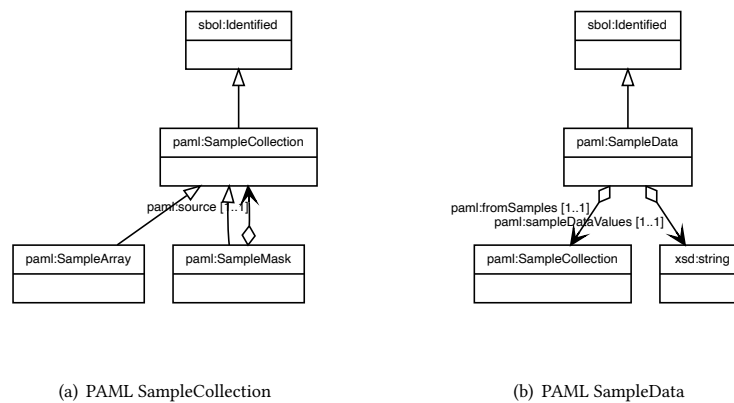 sbol:Identified
paml:SampleCollection
paml:source [1..1]
paml:SampleArray
paml:SampleMask
(a) PAML SampleCollection
sbol:Identified
paml:SampleData
paml:fromSamples [1..1]
paml:sampleDataValues [1..1]
paml:SampleCollection
xsd:string
(b) PAML SampleData